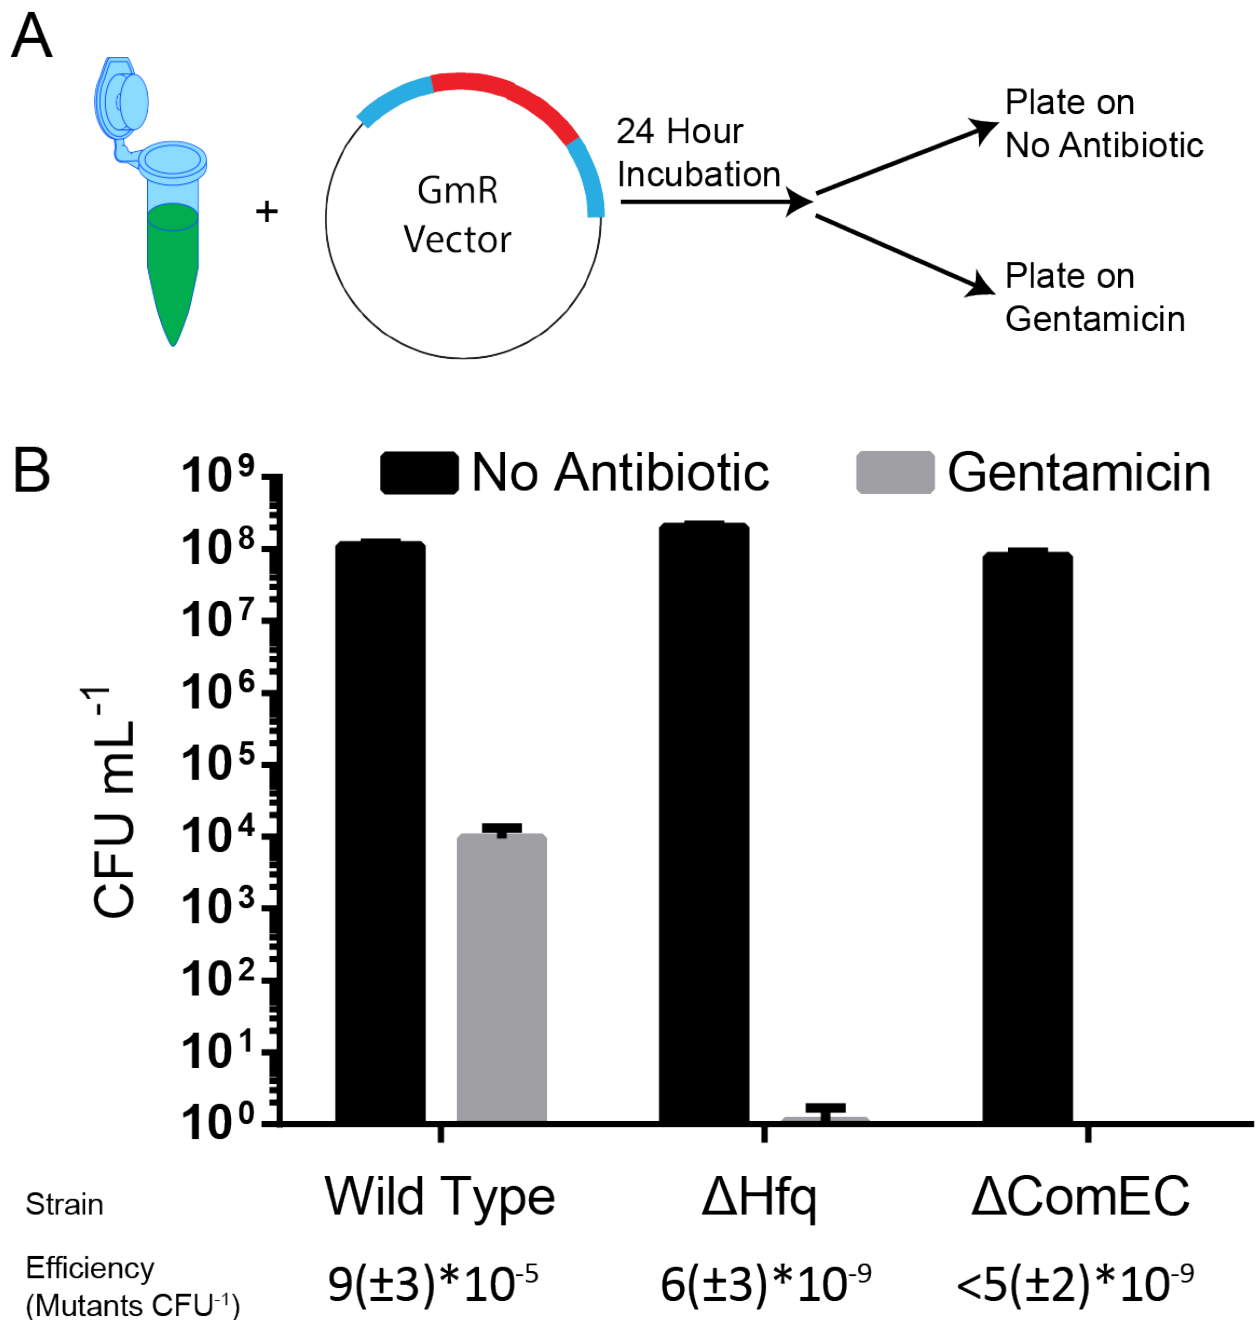 A
+
GmR
Vector
24 Hour
Incubation
Plate on
No Antibiotic
Plate on
Gentamicin
B
No Antibiotic
Gentamicin
10⁹
10⁸
10⁷
10⁶
10⁵
10⁴
10³
10²
10¹
10⁰
CFU mL⁻¹
Strain
Wild Type
ΔHfq
ΔComEC
Efficiency
(Mutants CFU⁻¹)
9(±3)*10⁻⁵
6(±3)*10⁻⁹
<5(±2)*10⁻⁹